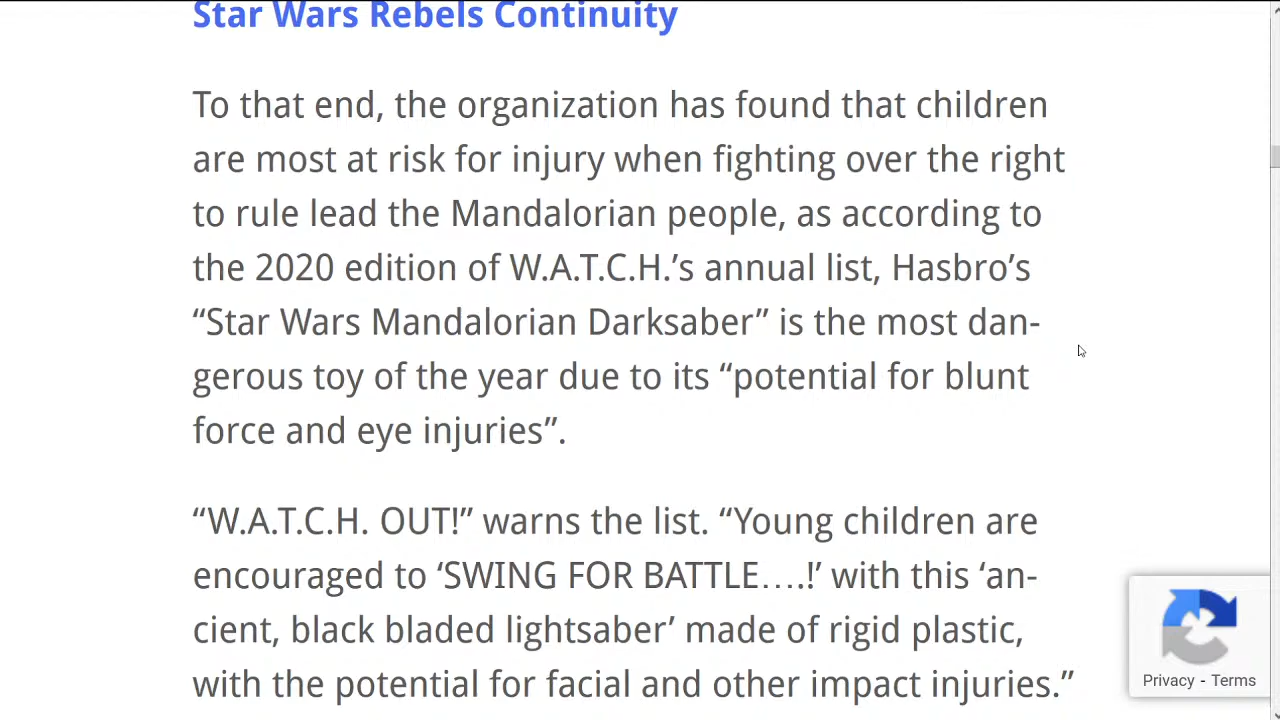 Star Wars Rebels Continuity
To that end, the organization has found that children
are most at risk for injury when fighting over the right
to rule lead the Mandalorian people, as according to
the 2020 edition of W.A.T.C.H.’s annual list, Hasbro’s
“Star Wars Mandalorian Darksaber” is the most dan-
gerous toy of the year due to its “potential for blunt
force and eye injuries”.
“W.A.T.C.H. OUT!” warns the list. “Young children are
encouraged to ‘SWING FOR BATTLE….!’ with this ‘an-
cient, black bladed lightsaber’ made of rigid plastic,
with the potential for facial and other impact injuries.”
Privacy - Terms